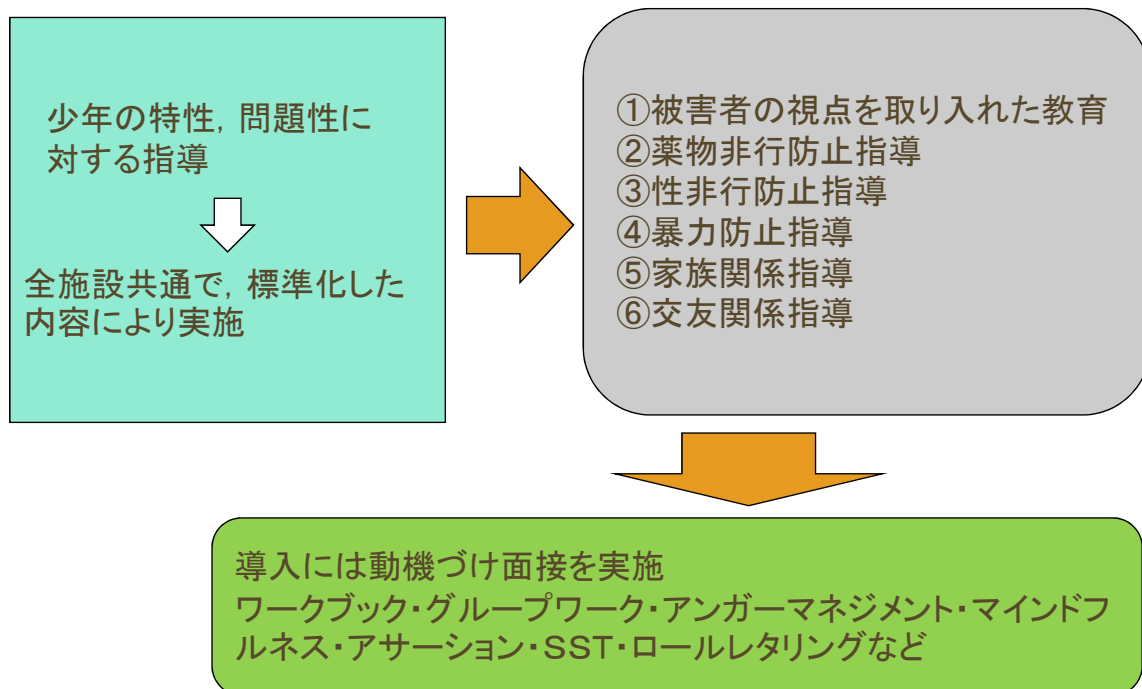 少年の特性，問題性に
対する指導
全施設共通で，標準化した
内容により実施
①被害者の視点を取り入れた教育
②薬物非行防止指導
③性非行防止指導
④暴力防止指導
⑤家族関係指導
⑥交友関係指導
導入には動機づけ面接を実施
ワークブック・グループワーク・アンガーマネジメント・マインドフ
ルネス・アサーション・ＳＳＴ・ロールレタリングなど